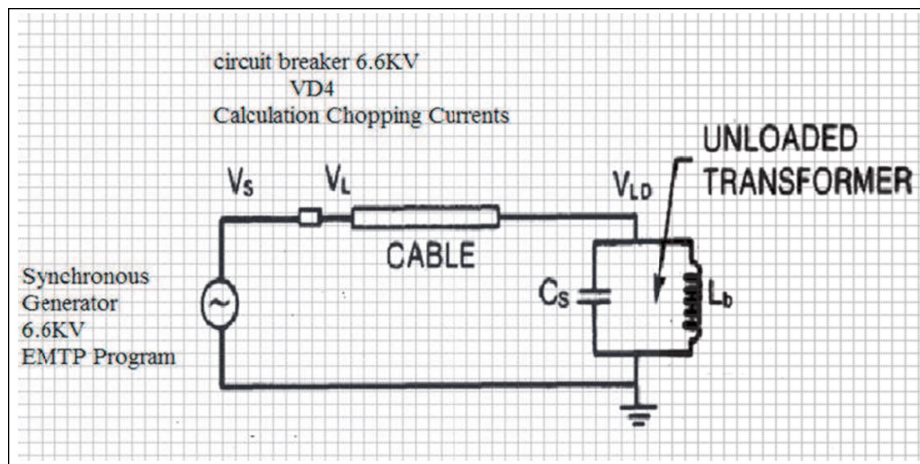 circuit breaker 6.6KV
VD4
Calculation Chopping Currents
UNLOADED
TRANSFORMER
Vs
VL
VLD
CABLE
Cs
Lb
Synchronous
Generator
6.6KV
EMTP Program
~